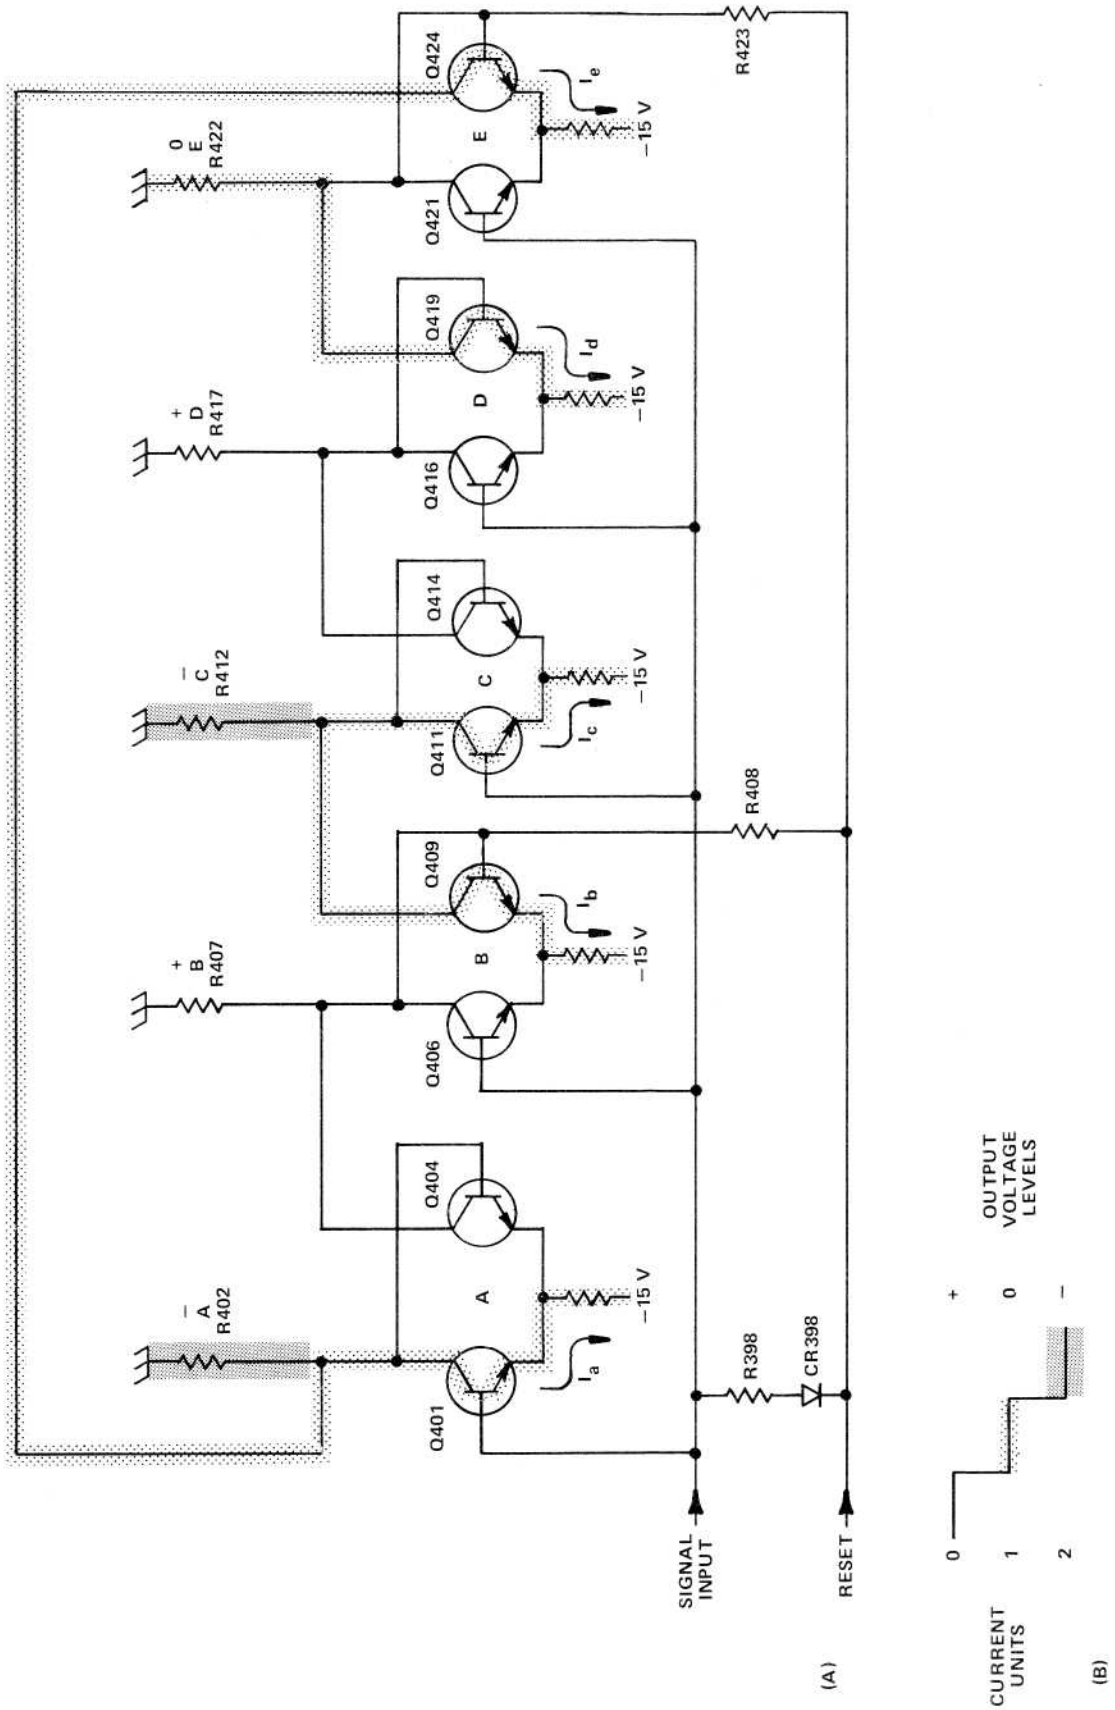 − A R402
+ B R407
− C R412
+ D R417
0 E R422
Q401
Q404
Q406
Q409
Q411
Q414
Q416
Q419
Q421
Q424
A
B
C
D
E
Ia
Ib
Ic
Id
Ie
−15 V
−15 V
−15 V
−15 V
−15 V
R398
CR398
R408
R423
SIGNAL
INPUT
RESET
(A)
CURRENT
UNITS
0
1
2
OUTPUT
VOLTAGE
LEVELS
+
0
−
(B)